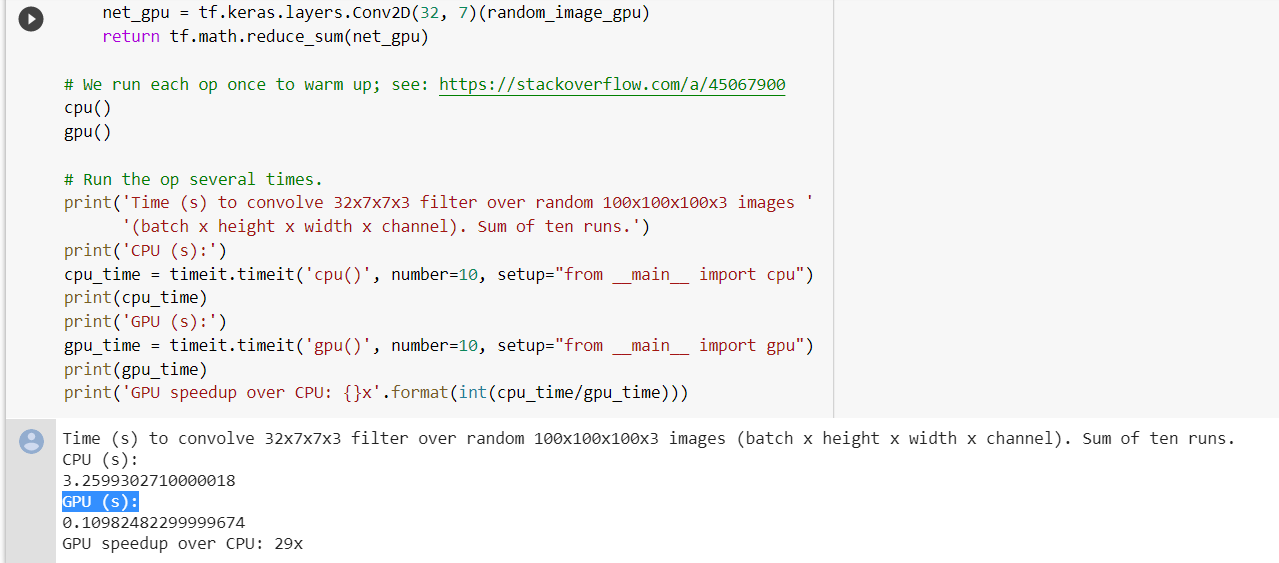 net_gpu = tf.keras.layers.Conv2D(32, 7)(random_image_gpu)
return tf.math.reduce_sum(net_gpu)
# We run each op once to warm up; see: https://stackoverflow.com/a/45067900
cpu()
gpu()
# Run the op several times.
print('Time (s) to convolve 32x7x7x3 filter over random 100x100x100x3 images '
'(batch x height x width x channel). Sum of ten runs.')
print('CPU (s):')
cpu_time = timeit.timeit('cpu()', number=10, setup="from __main__ import cpu")
print(cpu_time)
print('GPU (s):')
gpu_time = timeit.timeit('gpu()', number=10, setup="from __main__ import gpu")
print(gpu_time)
print('GPU speedup over CPU: {}x'.format(int(cpu_time/gpu_time)))
Time (s) to convolve 32x7x7x3 filter over random 100x100x100x3 images (batch x height x width x channel). Sum of ten runs.
CPU (s):
3.2599302710000018
GPU (s):
0.10982482299999674
GPU speedup over CPU: 29x